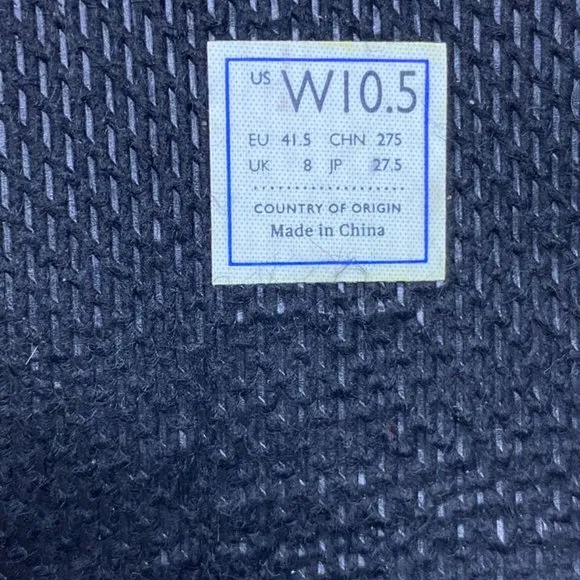 US W10.5
EU 41.5 CHN 275
UK 8 JP 27.5
COUNTRY OF ORIGIN
Made in China